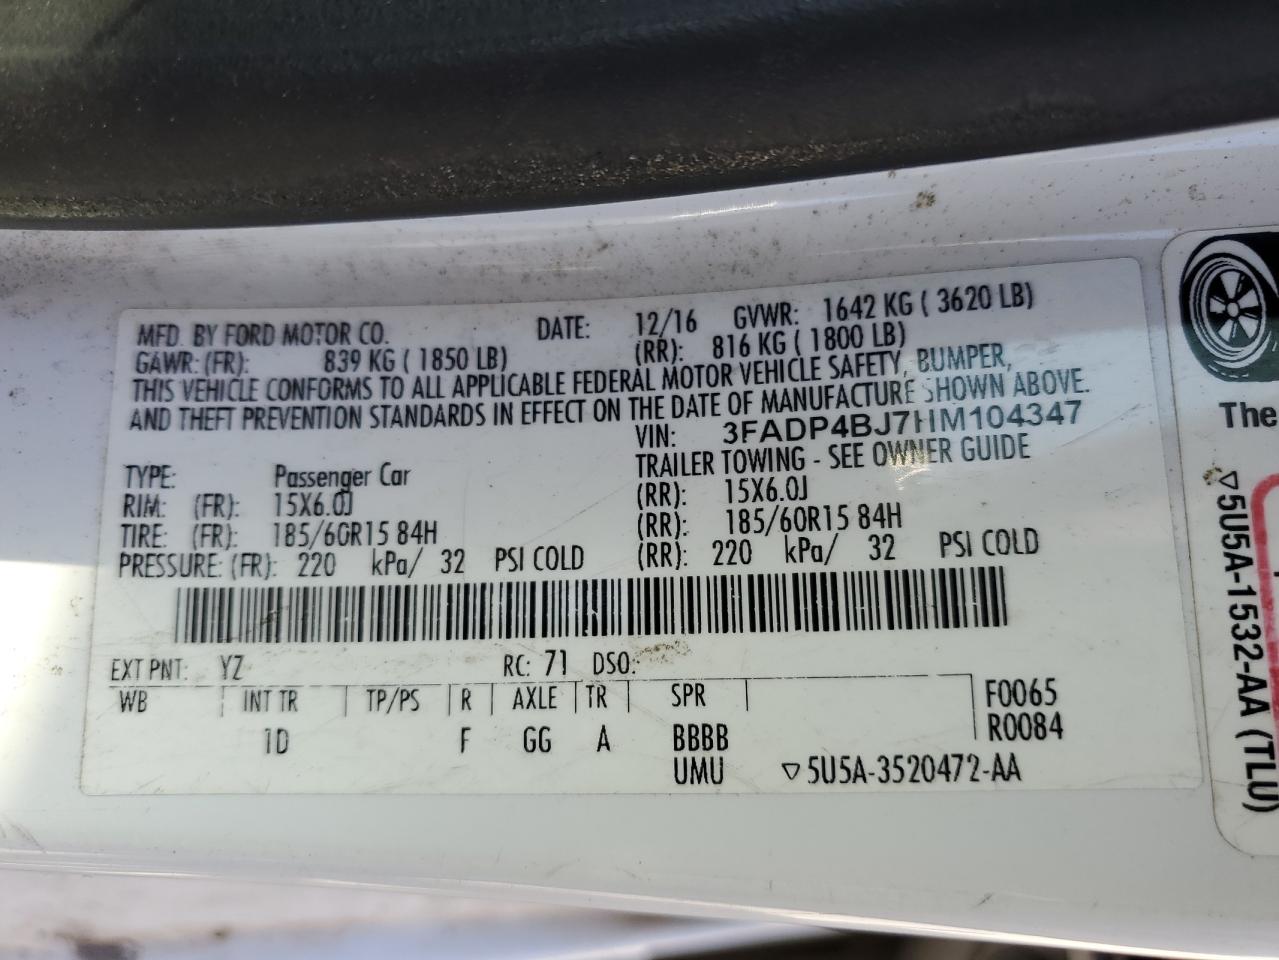 MFD. BY FORD MOTOR CO. DATE: 12/16 GVWR: 1642 KG ( 3620 LB)
GAWR: (FR): 839 KG ( 1850 LB) (RR): 816 KG ( 1800 LB)
THIS VEHICLE CONFORMS TO ALL APPLICABLE FEDERAL MOTOR VEHICLE SAFETY, BUMPER,
AND THEFT PREVENTION STANDARDS IN EFFECT ON THE DATE OF MANUFACTURE SHOWN ABOVE.
VIN: 3FADP4BJ7HM104347
TYPE: Passenger Car TRAILER TOWING - SEE OWNER GUIDE
RIM: (FR): 15X6.0J (RR): 15X6.0J
TIRE: (FR): 185/60R15 84H (RR): 185/60R15 84H
PRESSURE: (FR): 220 kPa/ 32 PSI COLD (RR): 220 kPa/ 32 PSI COLD
EXT PNT: YZ RC: 71 DSO:
WB INT TR TP/PS R AXLE TR SPR F0065
1D F GG A BBBB R0084
UMU ▽5U5A-3520472-AA
The
▽5U5A-1532-AA (TLU)